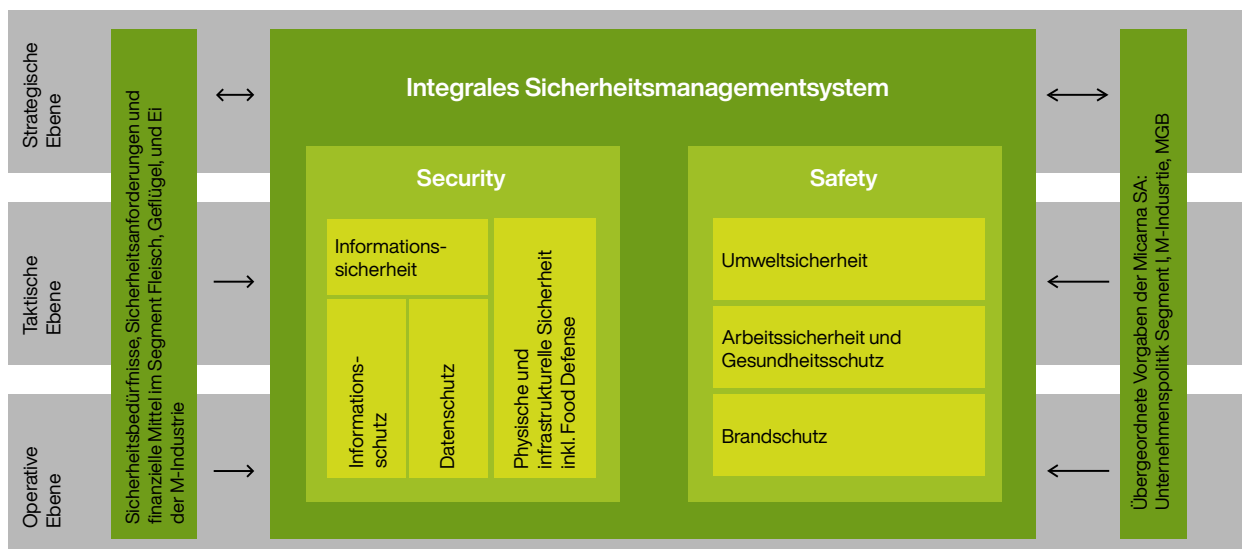 Strategische
Ebene
Taktische
Ebene
Operative
Ebene
Sicherheitsbedürfnisse, Sicherheitsanforderungen und
finanzielle Mittel im Segment Fleisch, Geflügel, und Ei
der M-Industrie
Integrales Sicherheitsmanagementsystem
Security
Informations-
sicherheit
Informations-
schutz
Datenschutz
Physische und
infrastrukturelle Sicherheit
inkl. Food Defense
Safety
Umweltsicherheit
Arbeitssicherheit und
Gesundheitsschutz
Brandschutz
Übergeordnete Vorgaben der Micarna SA:
Unternehmenspolitik Segment I, M-Indusrtie, MGB